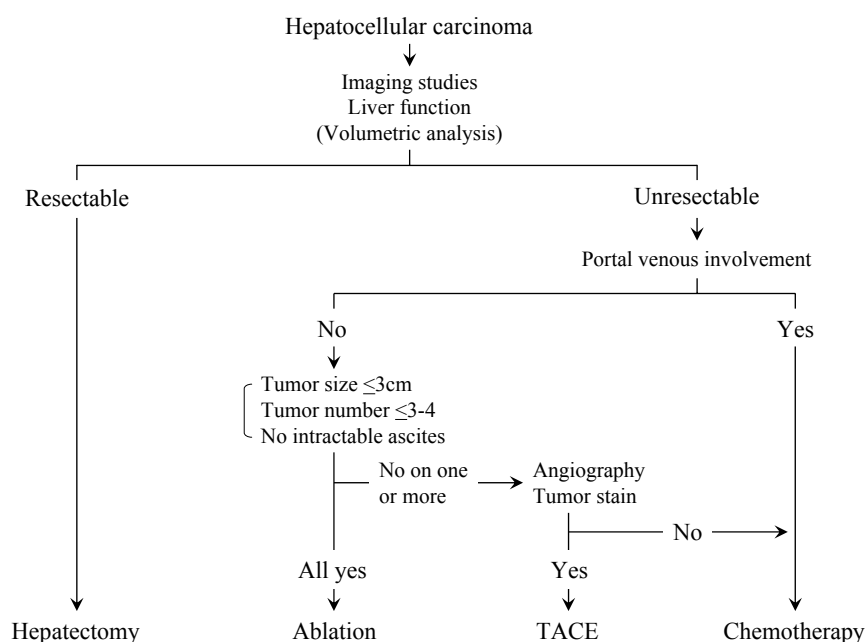 Hepatocellular carcinoma
Imaging studies
Liver function
(Volumetric analysis)
Resectable
Unresectable
Portal venous involvement
No
Yes
Tumor size ≤3cm
Tumor number ≤3-4
No intractable ascites
No on one
or more
Angiography
Tumor stain
No
All yes
Yes
Hepatectomy
Ablation
TACE
Chemotherapy